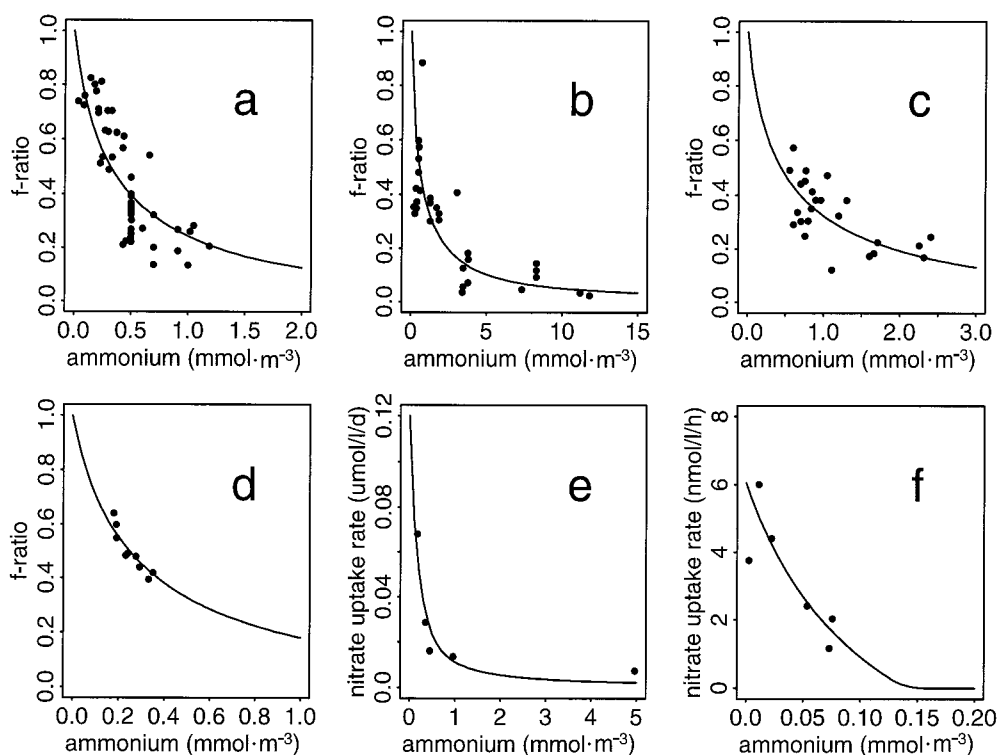 a
f-ratio
0.0 0.2 0.4 0.6 0.8 1.0
0.0 0.5 1.0 1.5 2.0
ammonium (mmol·m⁻³)
b
f-ratio
0.0 0.2 0.4 0.6 0.8 1.0
0 5 10 15
ammonium (mmol·m⁻³)
c
f-ratio
0.0 0.2 0.4 0.6 0.8 1.0
0.0 1.0 2.0 3.0
ammonium (mmol·m⁻³)
d
f-ratio
0.0 0.2 0.4 0.6 0.8 1.0
0.0 0.2 0.4 0.6 0.8 1.0
ammonium (mmol·m⁻³)
e
nitrate uptake rate (umol/l/d)
0.0 0.04 0.08 0.12
0 1 2 3 4 5
ammonium (mmol·m⁻³)
f
nitrate uptake rate (nmol/l/h)
0 2 4 6 8
0.0 0.05 0.10 0.15 0.20
ammonium (mmol·m⁻³)